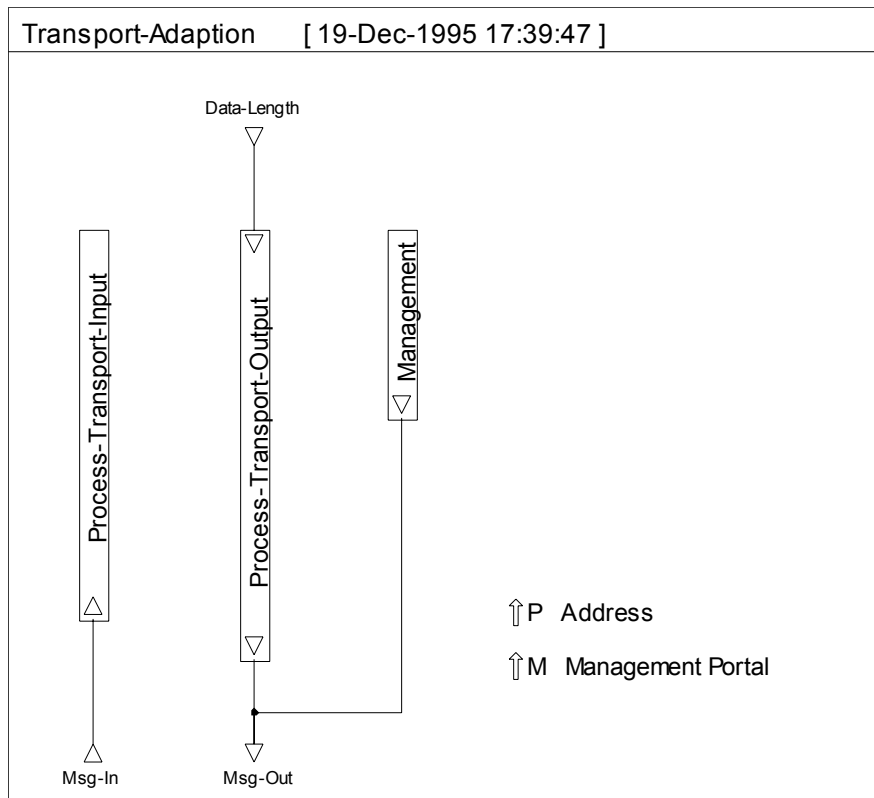 Transport-Adaption [ 19-Dec-1995 17:39:47 ]
Data-Length
Process-Transport-Input
Process-Transport-Output
Management
⇧P Address
⇧M Management Portal
Msg-In
Msg-Out